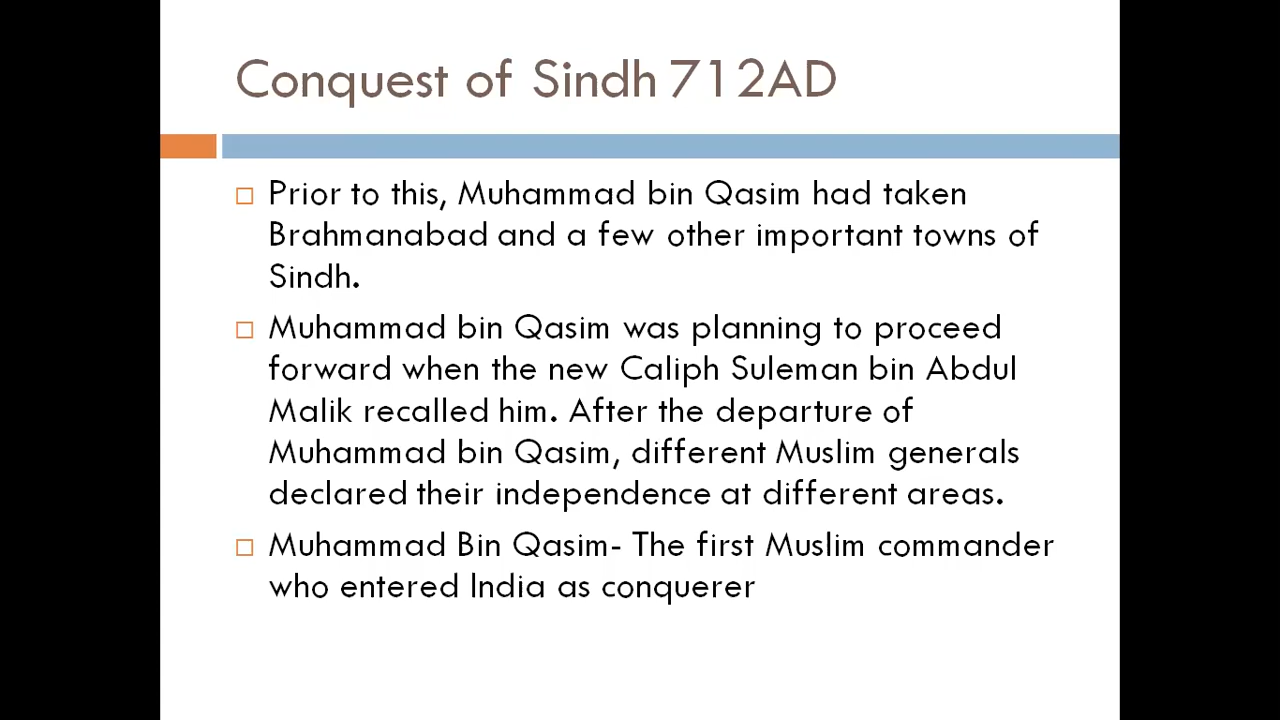 Conquest of Sindh 712AD
Prior to this, Muhammad bin Qasim had taken
Brahmanabad and a few other important towns of
Sindh.
Muhammad bin Qasim was planning to proceed
forward when the new Caliph Suleman bin Abdul
Malik recalled him. After the departure of
Muhammad bin Qasim, different Muslim generals
declared their independence at different areas.
Muhammad Bin Qasim- The first Muslim commander
who entered India as conquerer